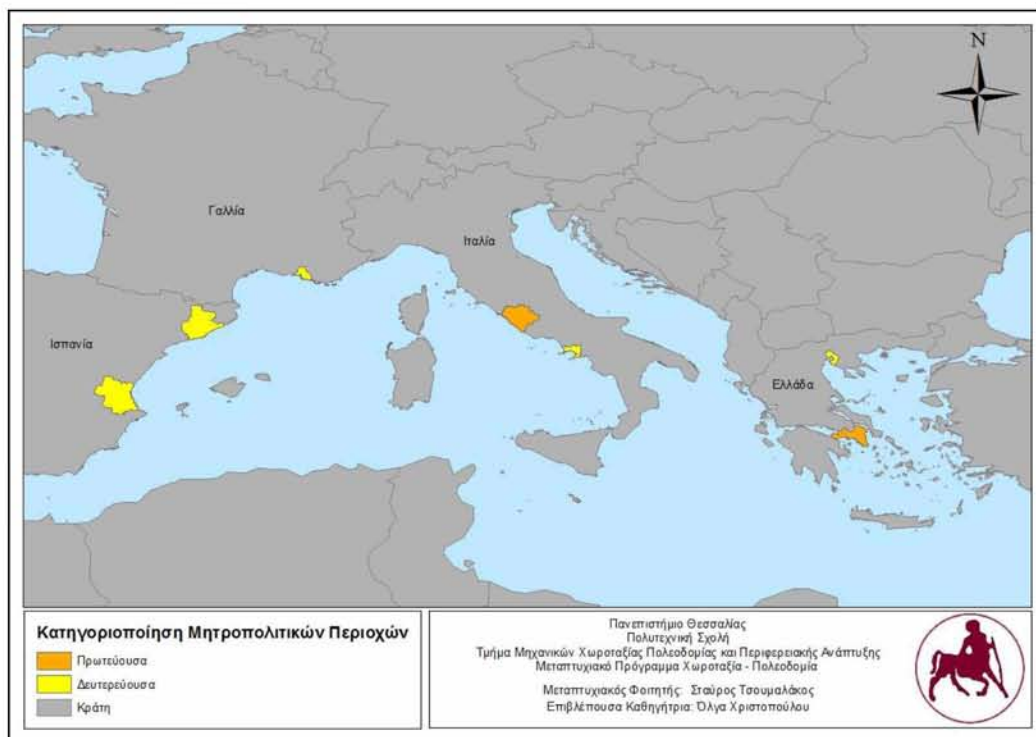 N
Γαλλία
Ιταλία
Ισπανία
Ελλάδα
Κατηγοριοποίηση Μητροπολιτικών Περιοχών
Πρωτεύουσα
Δευτερεύουσα
Κράτη
Πανεπιστήμιο Θεσσαλίας
Πολυτεχνική Σχολή
Τμήμα Μηχανικών Χωροταξίας Πολεοδομίας και Περιφερειακής Ανάπτυξης
Μεταπτυχιακό Πρόγραμμα Χωροταξία - Πολεοδομία
Μεταπτυχιακός Φοιτητής: Σταύρος Τσουμαλάκος
Επιβλέπουσα Καθηγήτρια: Όλγα Χριστοπούλου